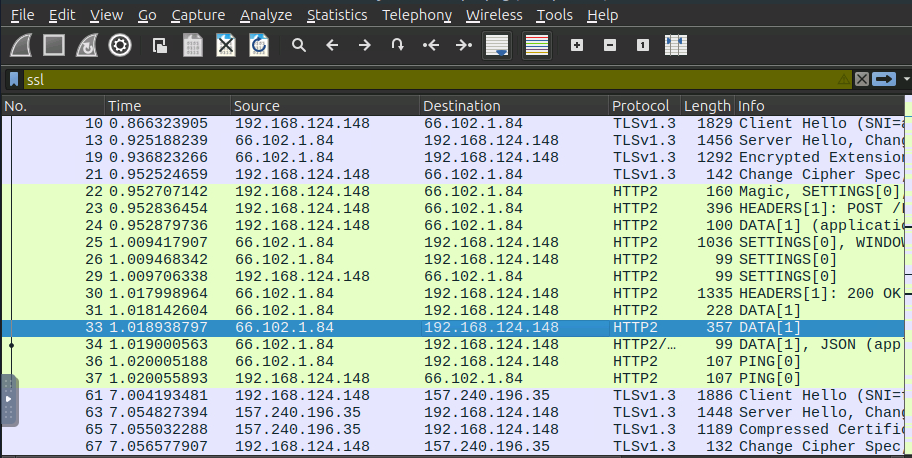 File Edit View Go Capture Analyze Statistics Telephony Wireless Tools Help
ssl
No. Time Source Destination Protocol Length Info
10 0.866323905 192.168.124.148 66.102.1.84 TLSv1.3 1829 Client Hello (SNI=a
13 0.925188239 66.102.1.84 192.168.124.148 TLSv1.3 1456 Server Hello, Chang
19 0.936823266 66.102.1.84 192.168.124.148 TLSv1.3 1292 Encrypted Extension
21 0.952524659 192.168.124.148 66.102.1.84 TLSv1.3 142 Change Cipher Spec,
22 0.952707142 192.168.124.148 66.102.1.84 HTTP2 160 Magic, SETTINGS[0],
23 0.952836454 192.168.124.148 66.102.1.84 HTTP2 396 HEADERS[1]: POST /
24 0.952879736 192.168.124.148 66.102.1.84 HTTP2 100 DATA[1] (applicatio
25 1.009417907 66.102.1.84 192.168.124.148 HTTP2 1036 SETTINGS[0], WINDOW
26 1.009468342 66.102.1.84 192.168.124.148 HTTP2 99 SETTINGS[0]
29 1.009706338 192.168.124.148 66.102.1.84 HTTP2 99 SETTINGS[0]
30 1.017998964 66.102.1.84 192.168.124.148 HTTP2 1335 HEADERS[1]: 200 OK
31 1.018142604 66.102.1.84 192.168.124.148 HTTP2 228 DATA[1]
33 1.018938797 66.102.1.84 192.168.124.148 HTTP2 357 DATA[1]
34 1.019000563 66.102.1.84 192.168.124.148 HTTP2/… 99 DATA[1], JSON (app
36 1.020005188 66.102.1.84 192.168.124.148 HTTP2 107 PING[0]
37 1.020055893 192.168.124.148 66.102.1.84 HTTP2 107 PING[0]
61 7.004193481 192.168.124.148 157.240.196.35 TLSv1.3 1886 Client Hello (SNI=
63 7.054827394 157.240.196.35 192.168.124.148 TLSv1.3 1448 Server Hello, Chang
65 7.055032288 157.240.196.35 192.168.124.148 TLSv1.3 1189 Compressed Certific
67 7.056577907 192.168.124.148 157.240.196.35 TLSv1.3 132 Change Cipher Spec,